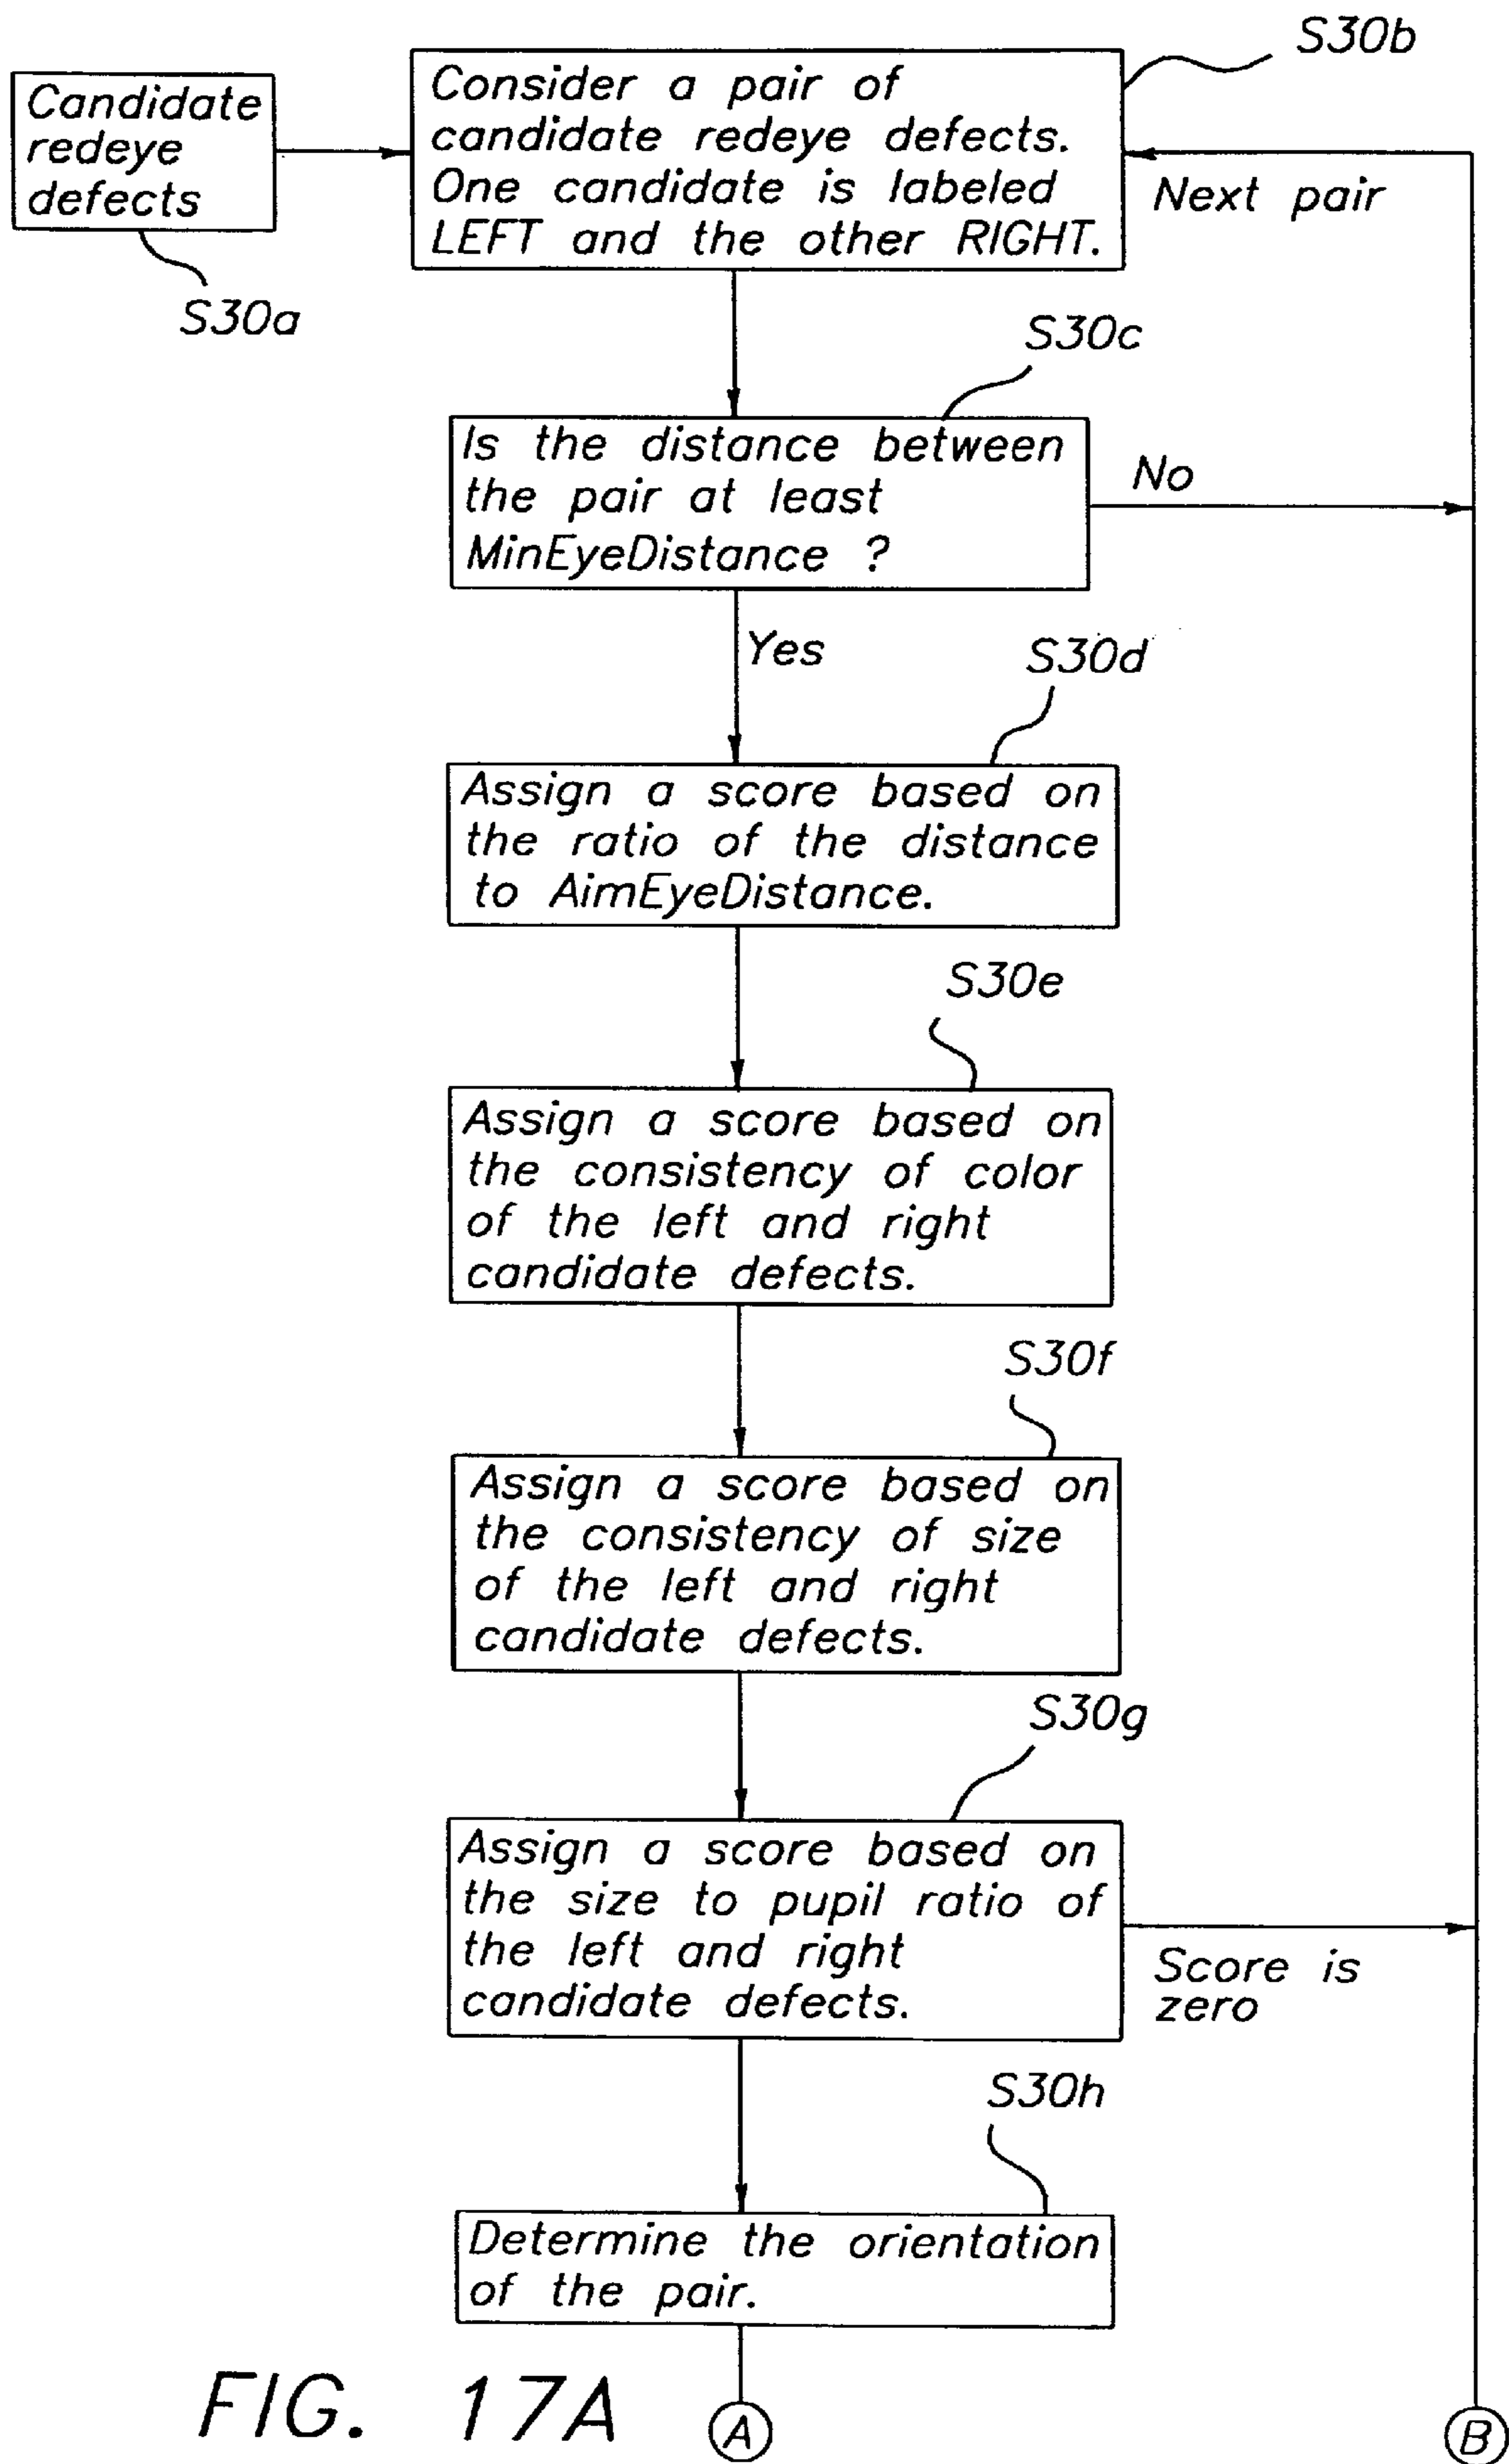 S30b
Candidate
redeye
defects
S30a
Consider a pair of
candidate redeye defects.
One candidate is labeled
LEFT and the other RIGHT.
Next pair
S30c
Is the distance between
the pair at least
MinEyeDistance ?
No
Yes
S30d
Assign a score based on
the ratio of the distance
to AimEyeDistance.
S30e
Assign a score based on
the consistency of color
of the left and right
candidate defects.
S30f
Assign a score based on
the consistency of size
of the left and right
candidate defects.
S30g
Assign a score based on
the size to pupil ratio of
the left and right
candidate defects.
Score is
zero
S30h
Determine the orientation
of the pair.
FIG. 17A
A
B